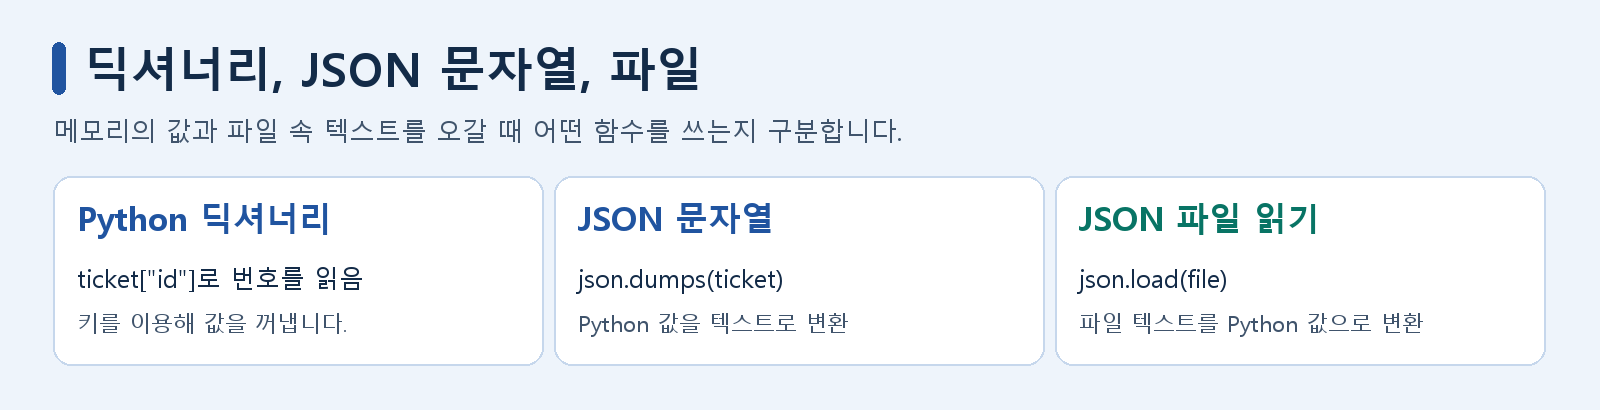 딕셔너리, JSON 문자열, 파일
메모리의 값과 파일 속 텍스트를 오갈 때 어떤 함수를 쓰는지 구분합니다.
Python 딕셔너리
ticket["id"]로 번호를 읽음
키를 이용해 값을 꺼냅니다.
JSON 문자열
json.dumps(ticket)
Python 값을 텍스트로 변환
JSON 파일 읽기
json.load(file)
파일 텍스트를 Python 값으로 변환